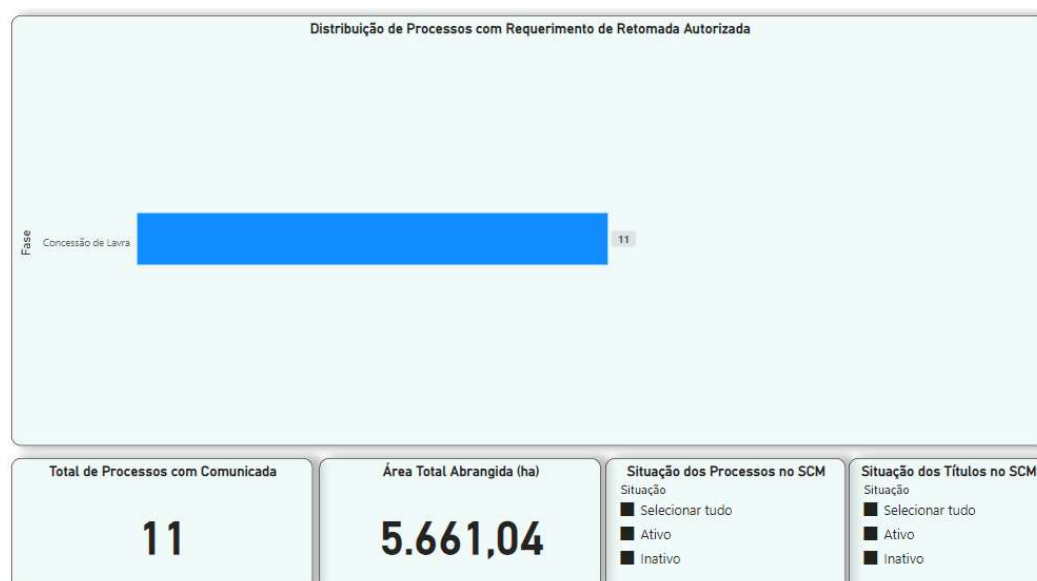 Distribuição de Processos com Requerimento de Retomada Autorizada
Fase
Concessão de Lavra
11
Total de Processos com Comunicada
11
Área Total Abrangida (ha)
5.661,04
Situação dos Processos no SCM
Situação
Selecionar tudo
Ativo
Inativo
Situação dos Títulos no SCM
Situação
Selecionar tudo
Ativo
Inativo